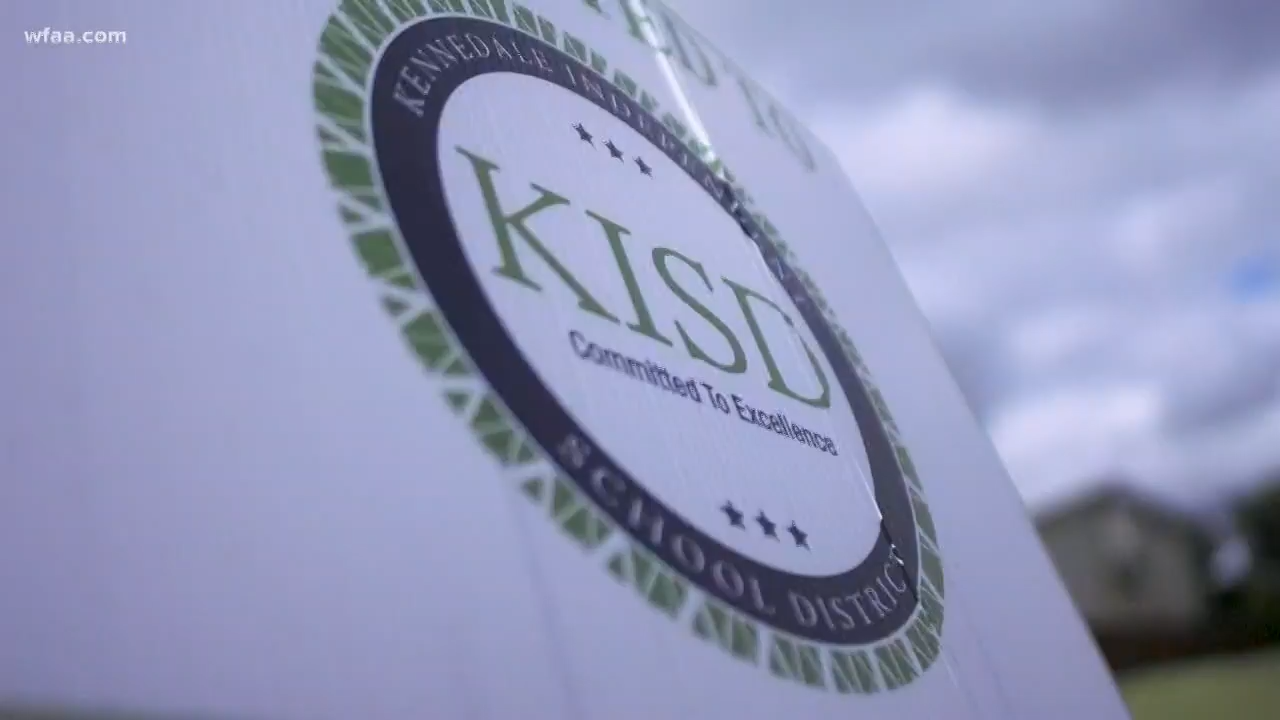 wfaa.com
KENNEDALE INDEPENDENT
KISD
Committed To Excellence
SCHOOL DISTRICT